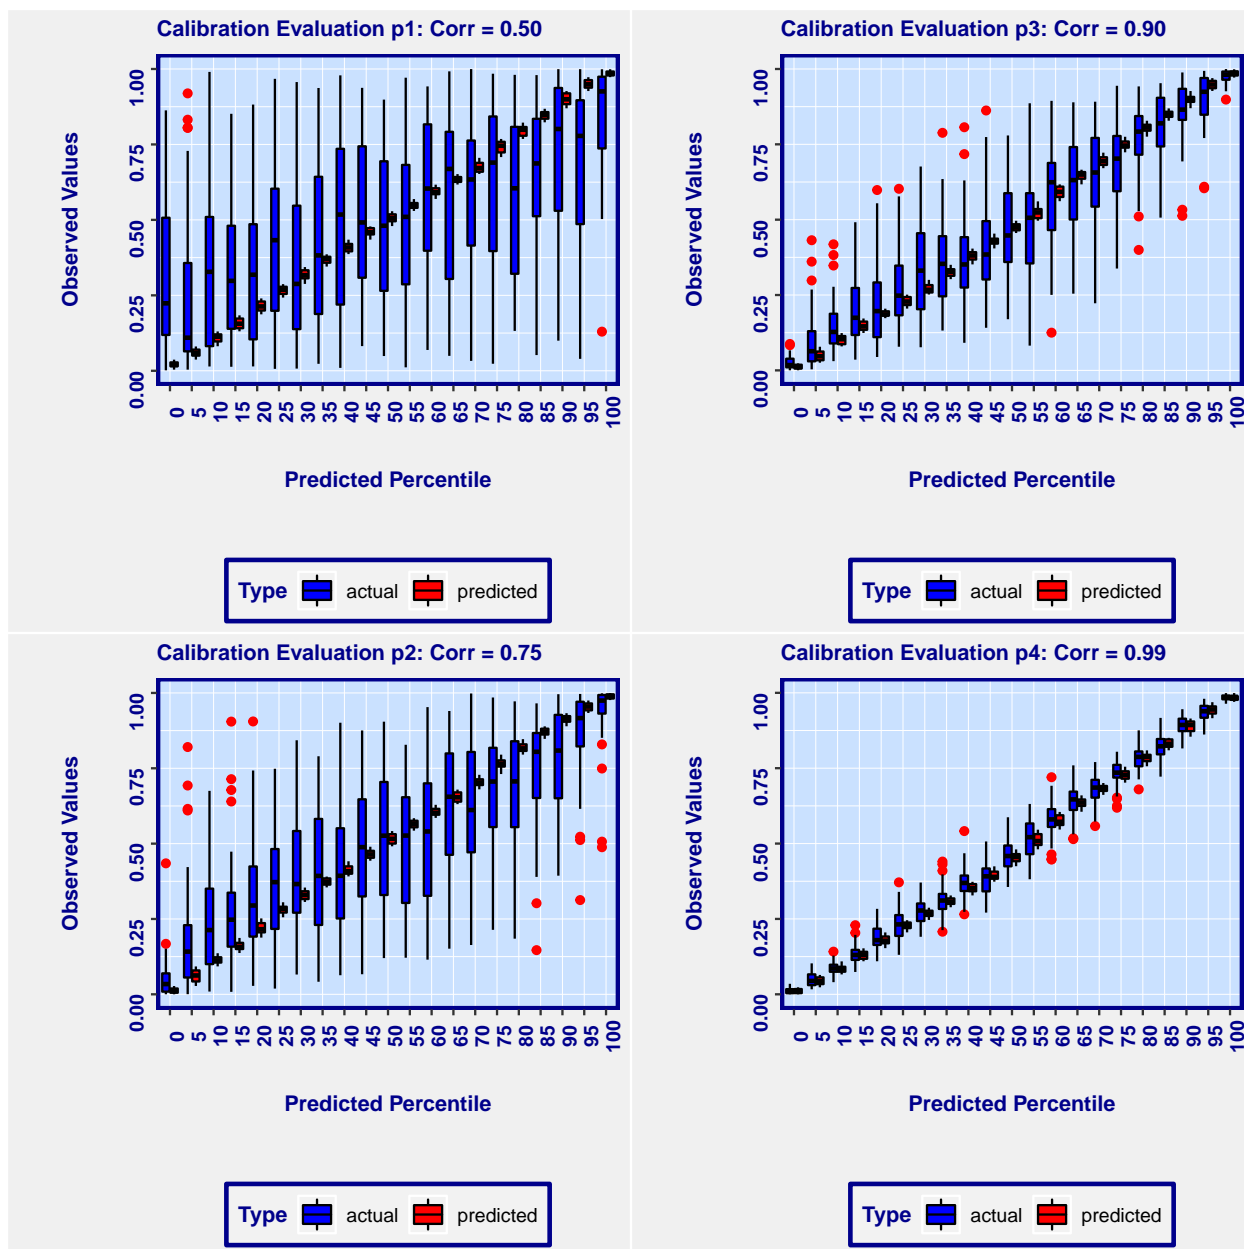 Calibration Evaluation p1: Corr = 0.50
1.00
0.75
0.50
0.25
0.00
Observed Values
0 5 10 15 20 25 30 35 40 45 50 55 60 65 70 75 80 85 90 95 100
Predicted Percentile
Type actual predicted
Calibration Evaluation p3: Corr = 0.90
1.00
0.75
0.50
0.25
0.00
Observed Values
0 5 10 15 20 25 30 35 40 45 50 55 60 65 70 75 80 85 90 95 100
Predicted Percentile
Type actual predicted
Calibration Evaluation p2: Corr = 0.75
1.00
0.75
0.50
0.25
0.00
Observed Values
0 5 10 15 20 25 30 35 40 45 50 55 60 65 70 75 80 85 90 95 100
Predicted Percentile
Type actual predicted
Calibration Evaluation p4: Corr = 0.99
1.00
0.75
0.50
0.25
0.00
Observed Values
0 5 10 15 20 25 30 35 40 45 50 55 60 65 70 75 80 85 90 95 100
Predicted Percentile
Type actual predicted